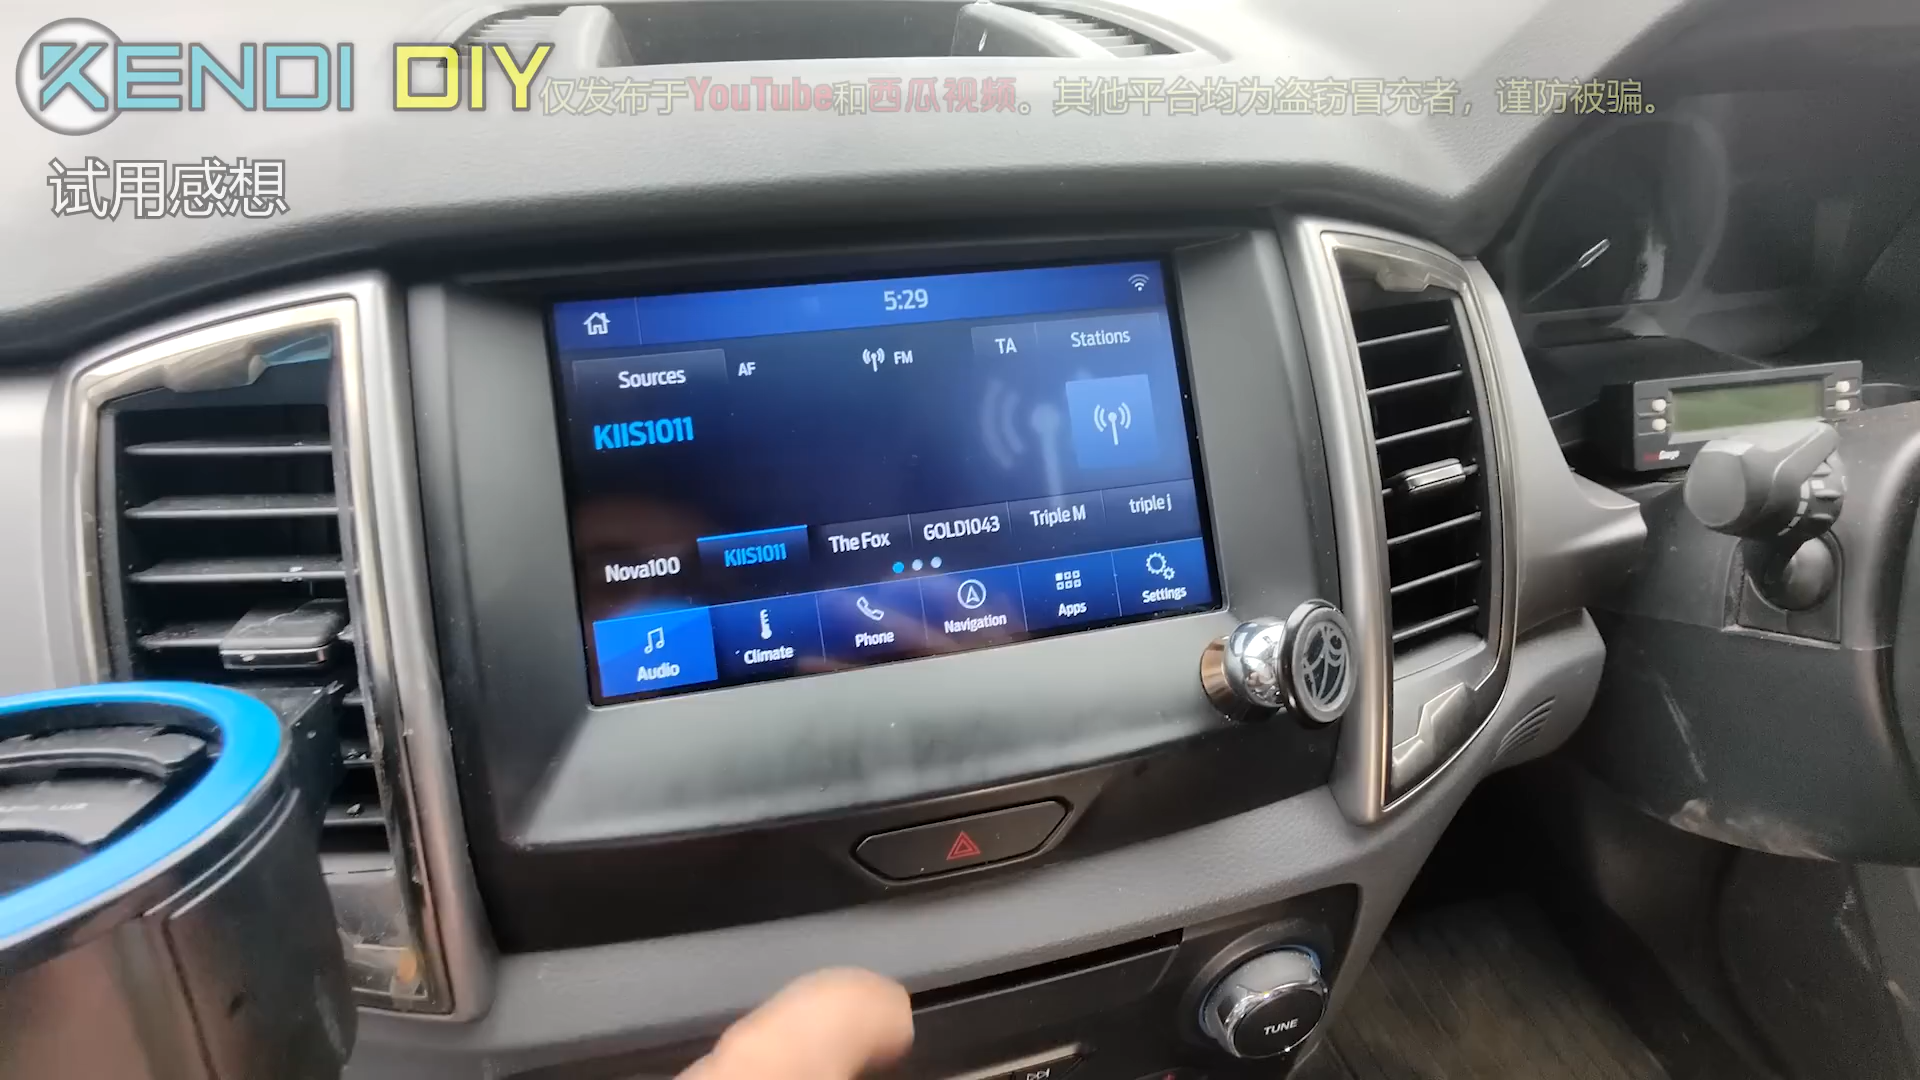 KENDI DIY
仅发布于YouTube和西瓜视频。其他平台均为盗窃冒充者，谨防被骗。
试用感想
5:29
Sources AF FM TA Stations
KIIS1011
Nova100 KIIS1011 The Fox GOLD1043 Triple M triple j
Audio Climate Phone Navigation Apps Settings
TUNE